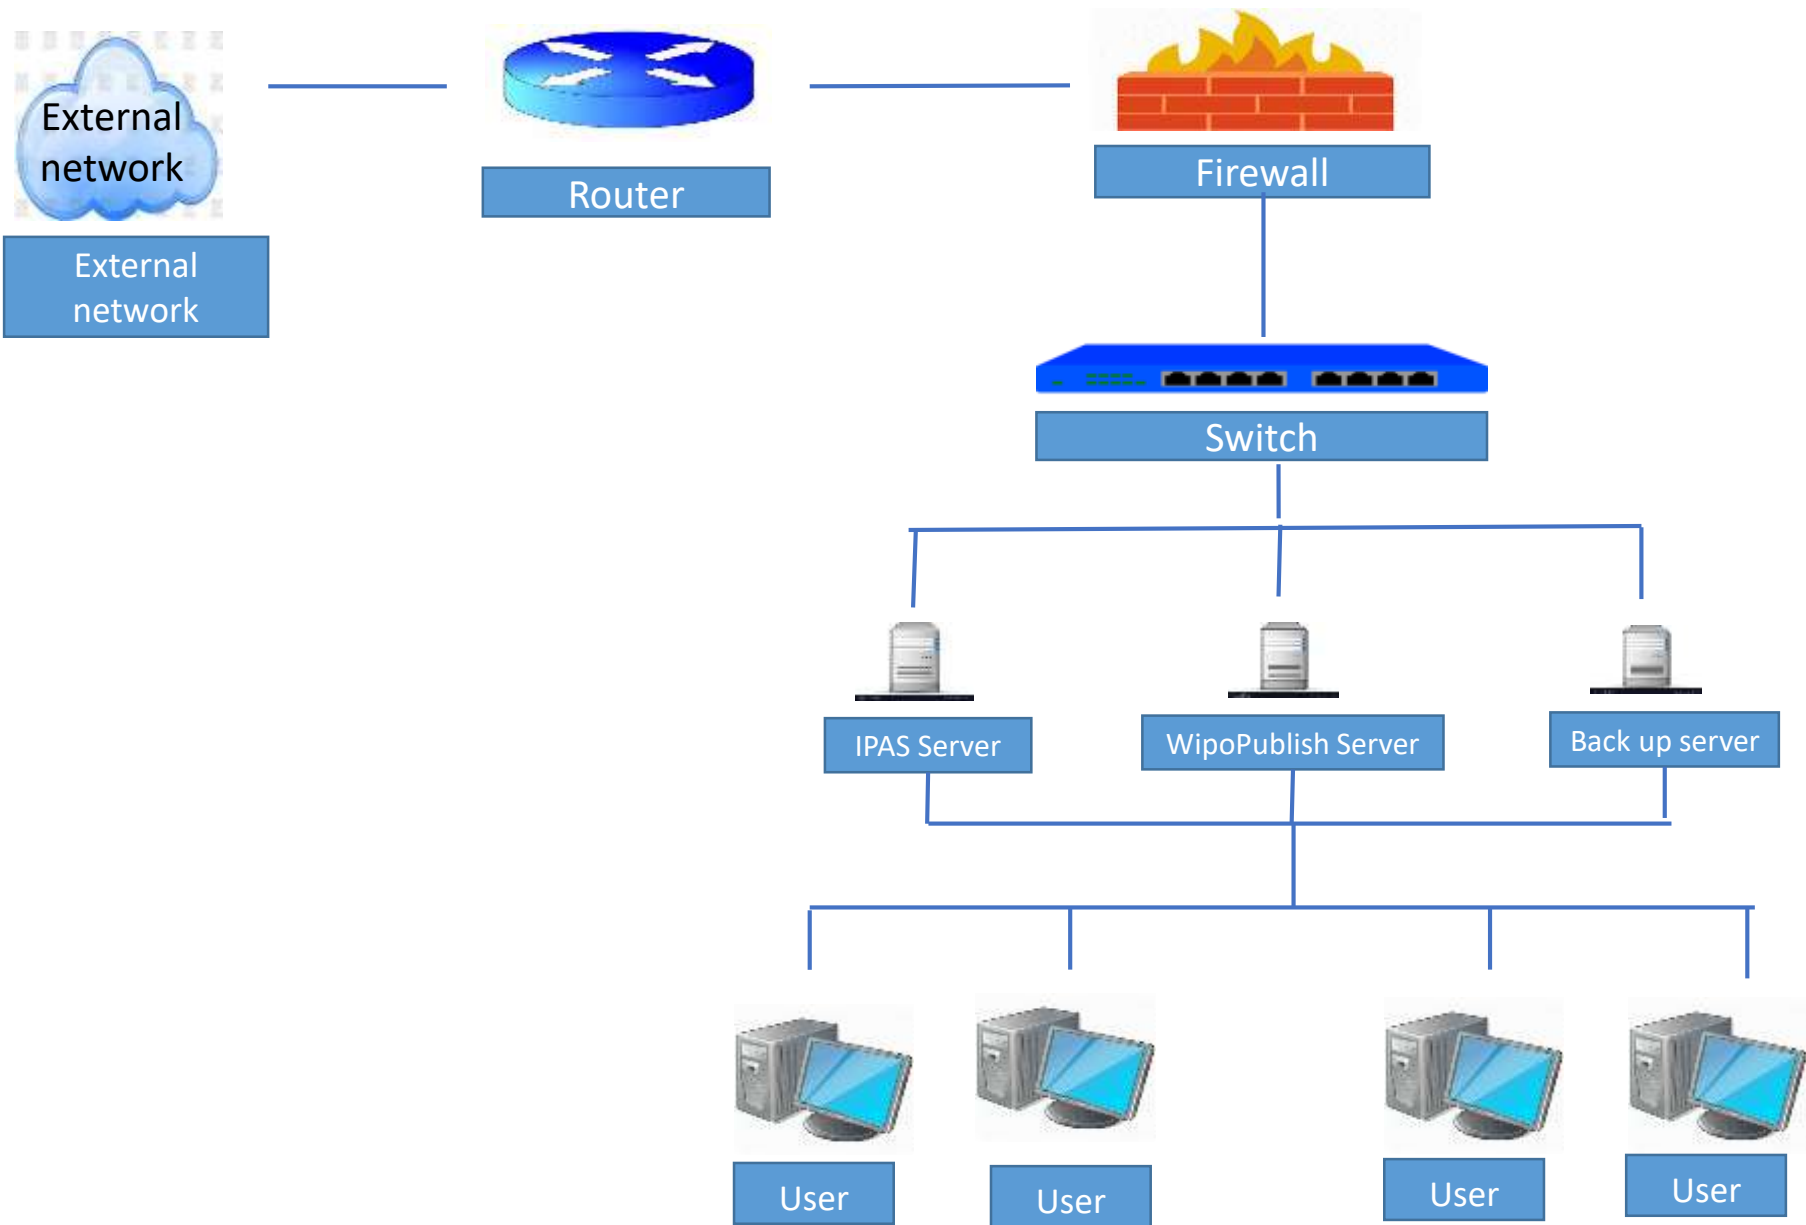 External
network
External
network
Router
Firewall
Switch
IPAS Server
WipoPublish Server
Back up server
User
User
User
User